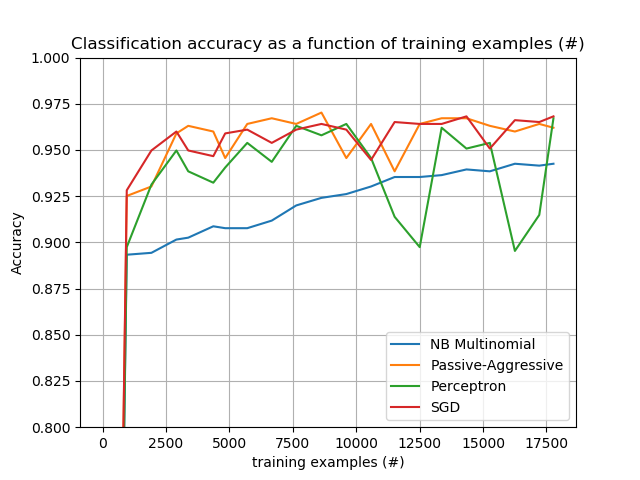 Classification accuracy as a function of training examples (#)
1.000
0.975
0.950
0.925
0.900
0.875
0.850
0.825
0.800
Accuracy
NB Multinomial
Passive-Aggressive
Perceptron
SGD
0 2500 5000 7500 10000 12500 15000 17500
training examples (#)